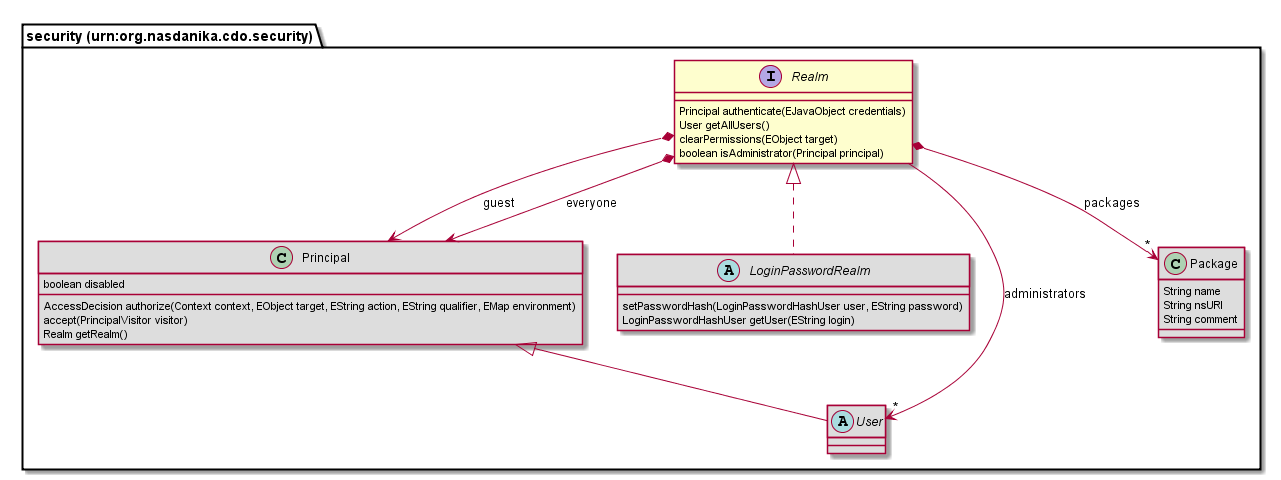 security (urn:org.nasdanika.cdo.security)
I Realm
Principal authenticate(EJavaObject credentials)
User getAllUsers()
clearPermissions(EObject target)
boolean isAdministrator(Principal principal)
guest
everyone
packages
*
C Principal
boolean disabled
AccessDecision authorize(Context context, EObject target, EString action, EString qualifier, EMap environment)
accept(PrincipalVisitor visitor)
Realm getRealm()
A LoginPasswordRealm
setPasswordHash(LoginPasswordHashUser user, EString password)
LoginPasswordHashUser getUser(EString login)
administrators
C Package
String name
String nsURI
String comment
*
A User